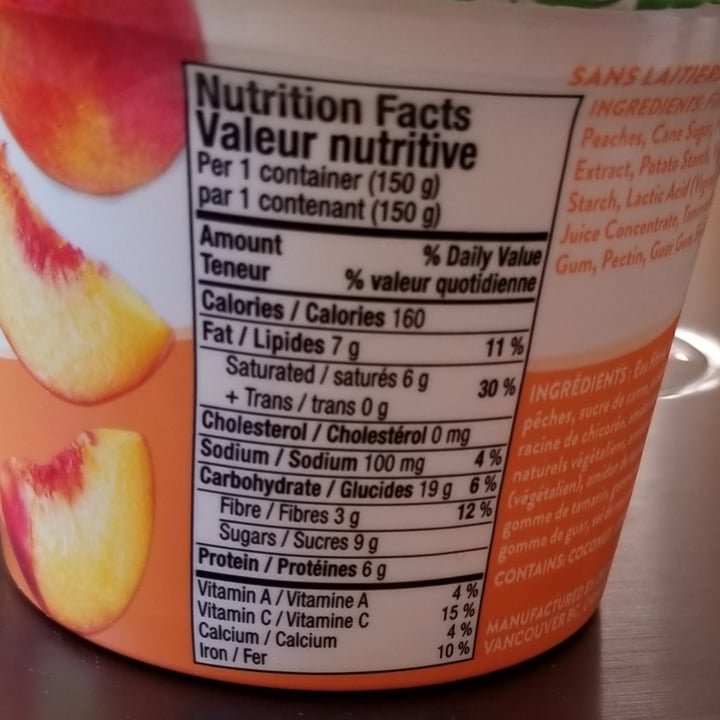 Nutrition Facts
Valeur nutritive
Per 1 container (150 g)
par 1 contenant (150 g)
Amount % Daily Value
Teneur % valeur quotidienne
Calories / Calories 160
Fat / Lipides 7 g 11 %
Saturated / saturés 6 g 30 %
+ Trans / trans 0 g
Cholesterol / Cholestérol 0 mg
Sodium / Sodium 100 mg 4 %
Carbohydrate / Glucides 19 g 6 %
Fibre / Fibres 3 g 12 %
Sugars / Sucres 9 g
Protein / Protéines 6 g
Vitamin A / Vitamine A 4 %
Vitamin C / Vitamine C 15 %
Calcium / Calcium 4 %
Iron / Fer 10 %
SANS LAITIER
INGREDIENTS:
Peaches, Cane Sugar,
Extract, Potato Starch,
Starch, Lactic Acid
Juice Concentrate,
Gum, Pectin, Guar Gum,
INGRÉDIENTS: Eau
pêches, sucre de canne,
racine de chicorée,
naturels végétaliens,
(végétalien), amidon de
gomme de tamarin,
gomme de guar, sel de
CONTAINS: COCONUT
MANUFACTURED BY
VANCOUVER BC